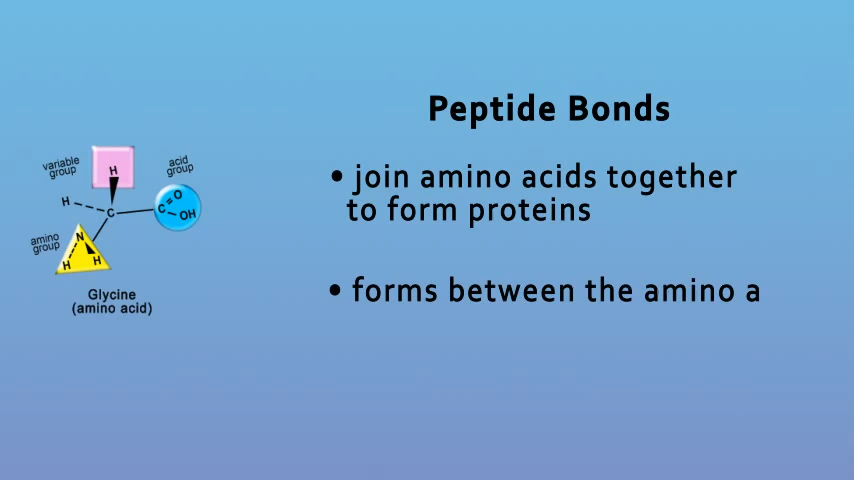 Peptide Bonds
• join amino acids together
to form proteins
• forms between the amino a
variable
group
H
acid
group
H
C
C
O
OH
amino
group
N
H
H
Glycine
(amino acid)